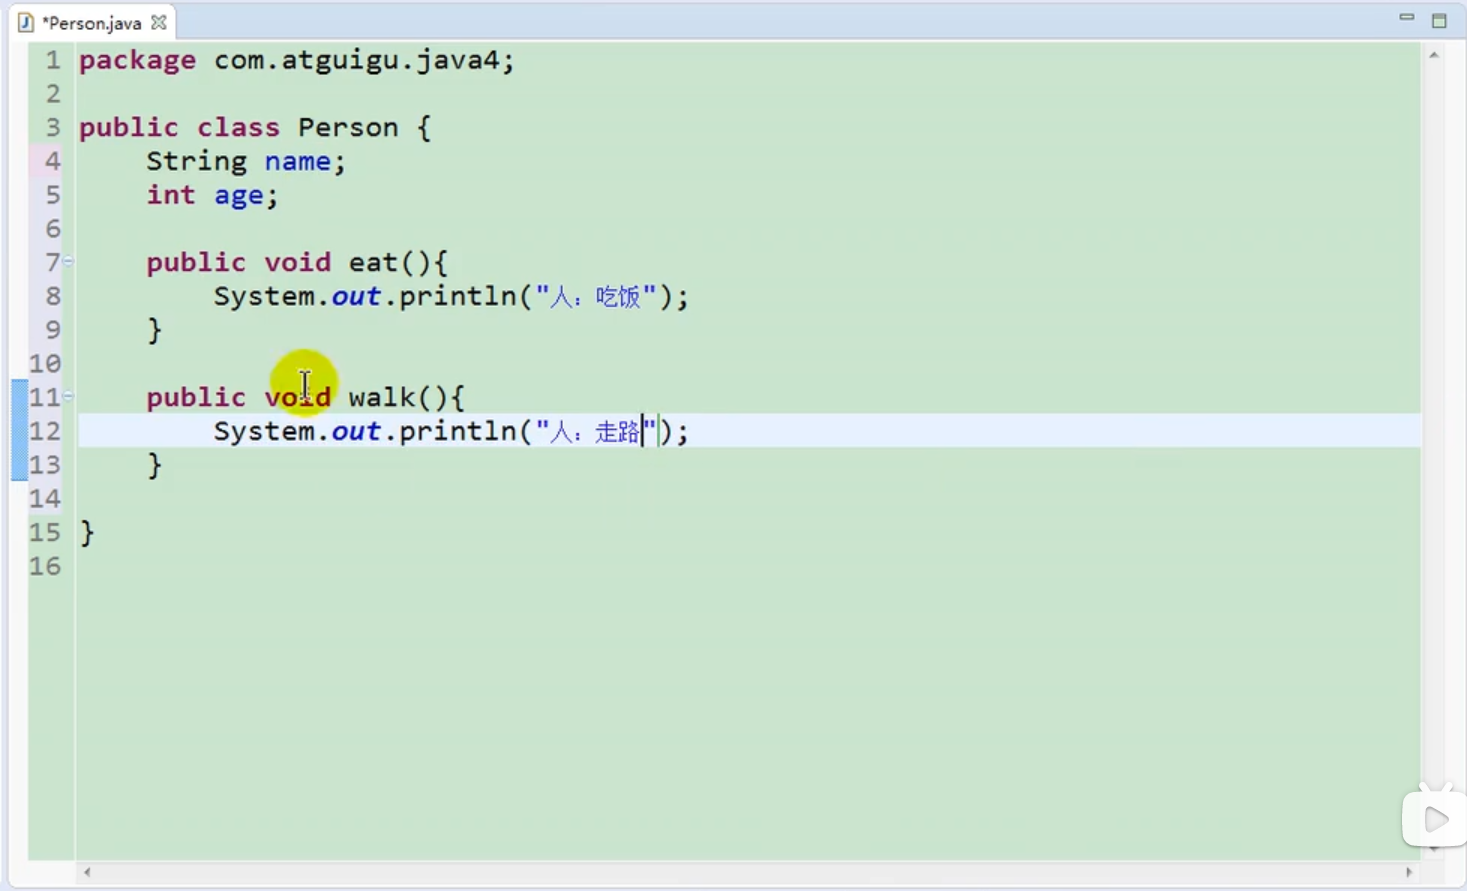 *Person.java
1 package com.atguigu.java4;
2
3 public class Person {
4     String name;
5     int age;
6
7     public void eat(){
8         System.out.println("人：吃饭");
9     }
10
11     public void walk(){
12         System.out.println("人：走路");
13     }
14
15 }
16